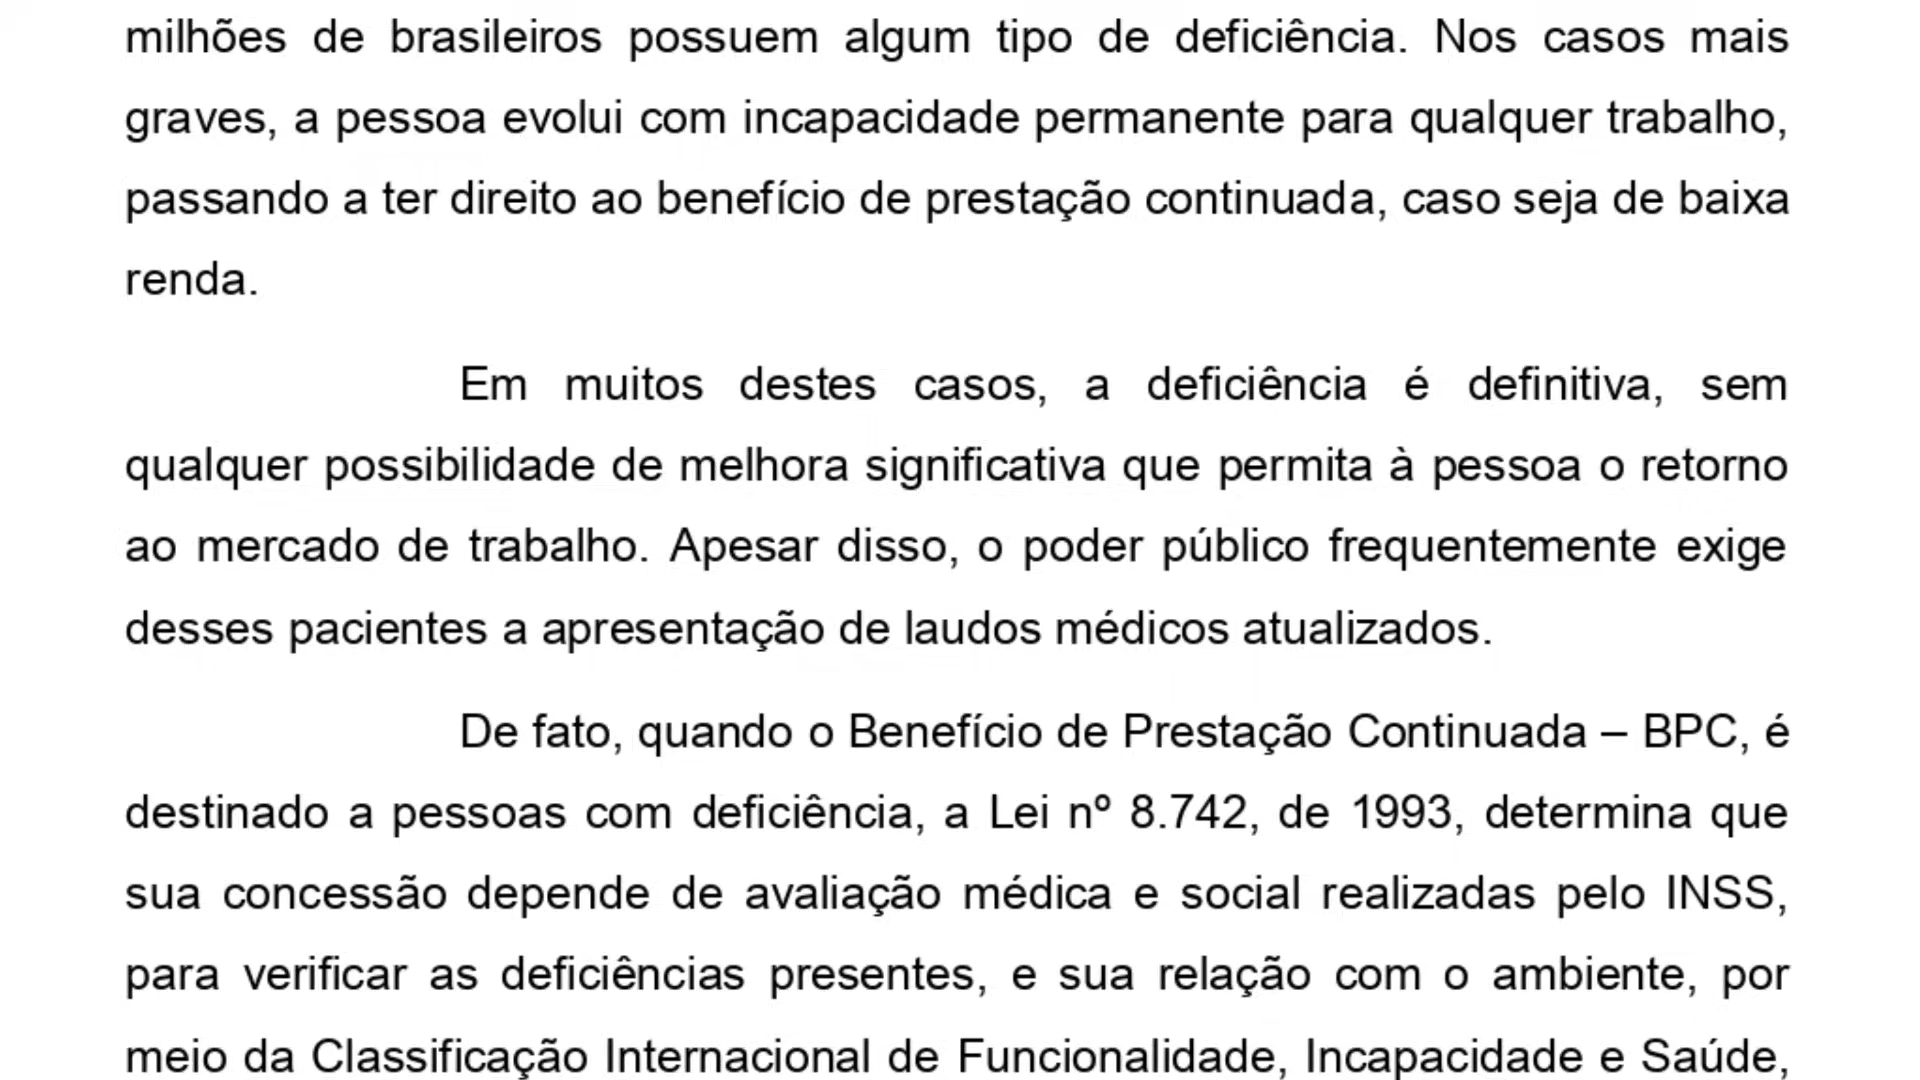 milhões de brasileiros possuem algum tipo de deficiência. Nos casos mais
graves, a pessoa evolui com incapacidade permanente para qualquer trabalho,
passando a ter direito ao benefício de prestação continuada, caso seja de baixa
renda.
Em muitos destes casos, a deficiência é definitiva, sem
qualquer possibilidade de melhora significativa que permita à pessoa o retorno
ao mercado de trabalho. Apesar disso, o poder público frequentemente exige
desses pacientes a apresentação de laudos médicos atualizados.
De fato, quando o Benefício de Prestação Continuada – BPC, é
destinado a pessoas com deficiência, a Lei nº 8.742, de 1993, determina que
sua concessão depende de avaliação médica e social realizadas pelo INSS,
para verificar as deficiências presentes, e sua relação com o ambiente, por
meio da Classificação Internacional de Funcionalidade, Incapacidade e Saúde,